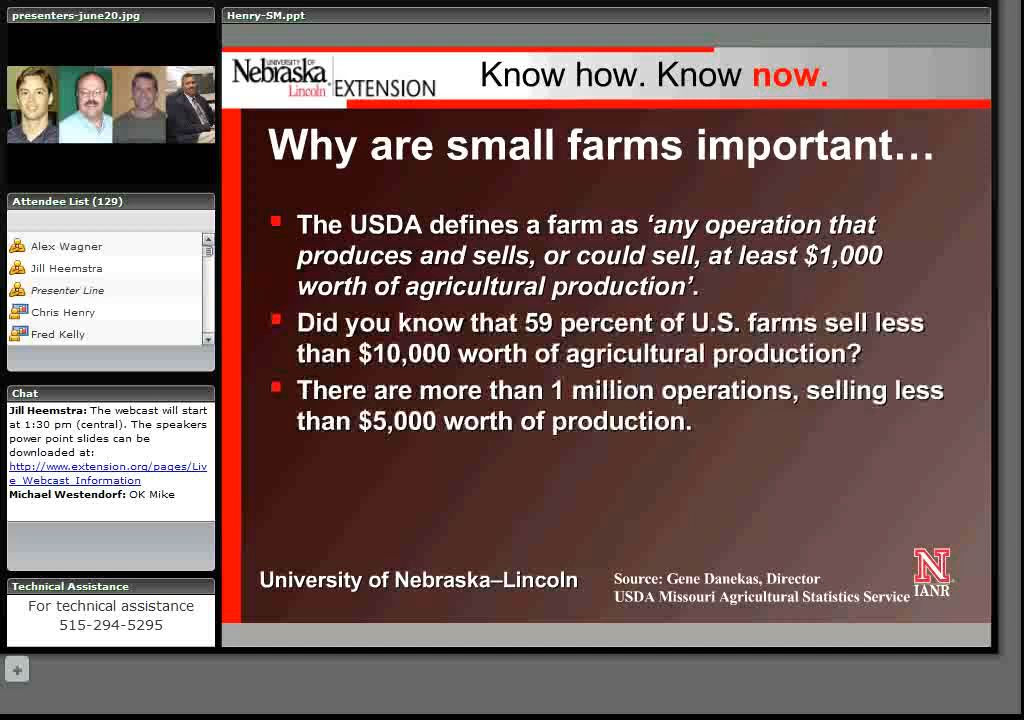 presenters-june20.jpg
Attendee List (129)
Alex Wagner
Jill Heemstra
Presenter Line
Chris Henry
Fred Kelly
Chat
Jill Heemstra: The webcast will start
at 1:30 pm (central). The speakers
power point slides can be
downloaded at:
http://www.extension.org/pages/Liv
e_Webcast_Information
Michael Westendorf: OK Mike
Technical Assistance
For technical assistance
515-294-5295
Henry-SM.ppt
UNIVERSITY OF
Nebraska
Lincoln
EXTENSION
Know how. Know now.
Why are small farms important…
The USDA defines a farm as ‘any operation that
produces and sells, or could sell, at least $1,000
worth of agricultural production’.
Did you know that 59 percent of U.S. farms sell less
than $10,000 worth of agricultural production?
There are more than 1 million operations, selling less
than $5,000 worth of production.
University of Nebraska–Lincoln
Source: Gene Danekas, Director
USDA Missouri Agricultural Statistics Service
N
IANR